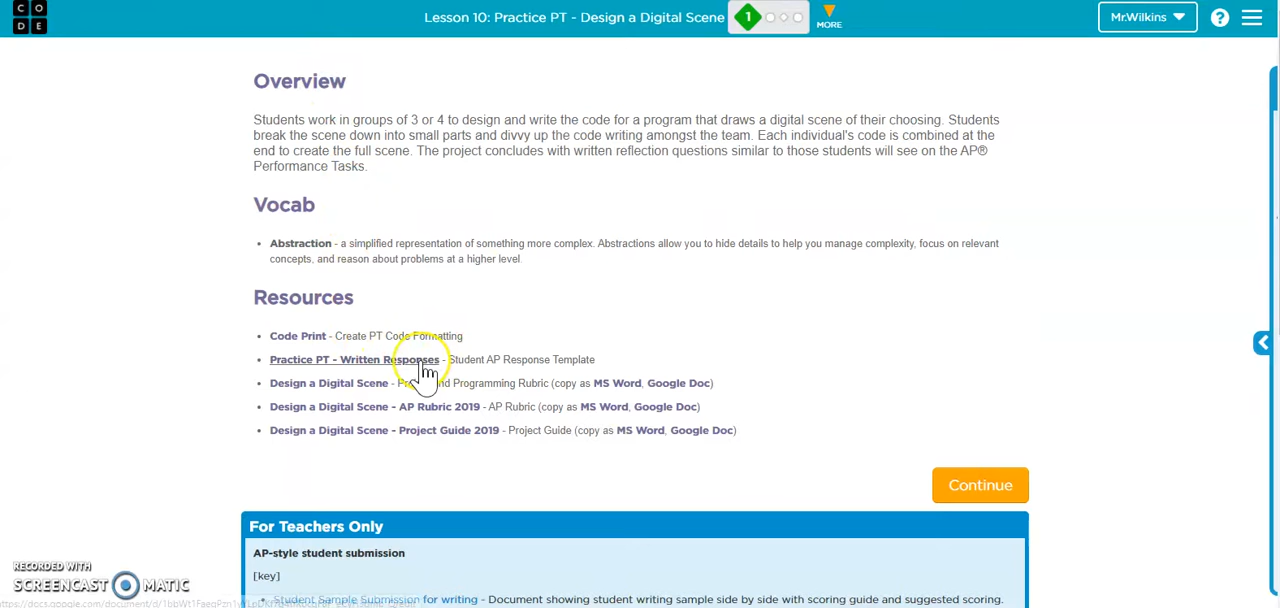 CODE
Lesson 10: Practice PT - Design a Digital Scene
1
MORE
Mr.Wilkins
?
Overview
Students work in groups of 3 or 4 to design and write the code for a program that draws a digital scene of their choosing. Students
break the scene down into small parts and divvy up the code writing amongst the team. Each individual's code is combined at the
end to create the full scene. The project concludes with written reflection questions similar to those students will see on the AP®
Performance Tasks.
Vocab
• Abstraction - a simplified representation of something more complex. Abstractions allow you to hide details to help you manage complexity, focus on relevant
concepts, and reason about problems at a higher level.
Resources
• Code Print - Create PT Code Formatting
• Practice PT - Written Responses - Student AP Response Template
• Design a Digital Scene - and Programming Rubric (copy as MS Word, Google Doc)
• Design a Digital Scene - AP Rubric 2019 - AP Rubric (copy as MS Word, Google Doc)
• Design a Digital Scene - Project Guide 2019 - Project Guide (copy as MS Word, Google Doc)
Continue
For Teachers Only
AP-style student submission
[key]
• Student Sample Submission for writing - Document showing student writing sample side by side with scoring guide and suggested scoring.
RECORDED WITH
SCREENCAST MATIC